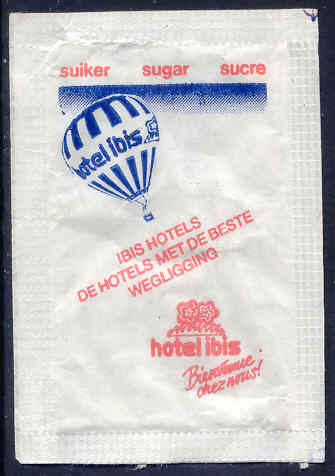 suiker sugar sucre
hotel ibis
IBIS HOTELS
DE HOTELS MET DE BESTE
WEGLIGGING
hotel ibis
Bienvenue
chez nous!